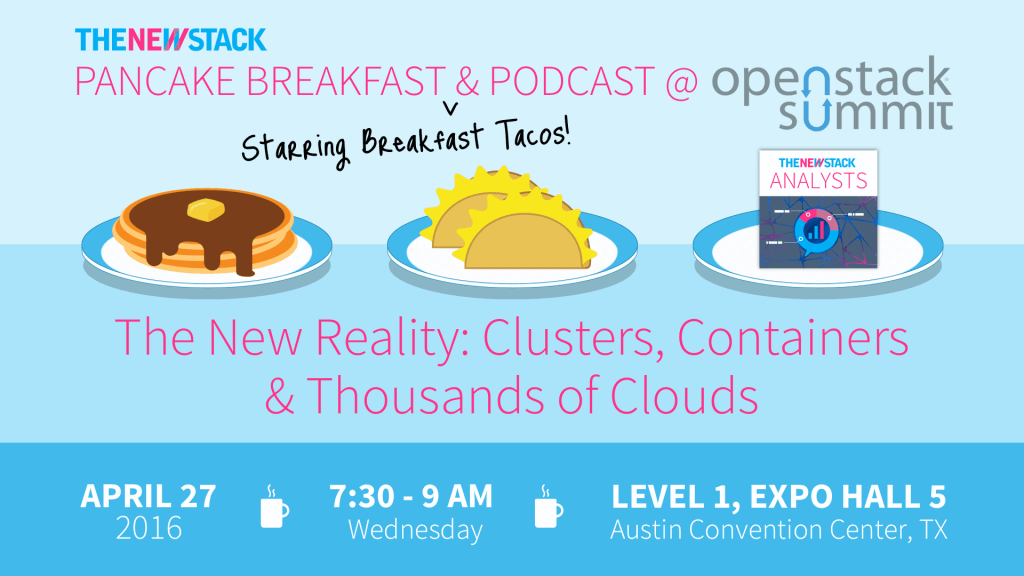 THENEWSTACK
PANCAKE BREAKFAST & PODCAST @ openstack summit
Starring Breakfast Tacos!
THENEWSTACK
ANALYSTS
The New Reality: Clusters, Containers
& Thousands of Clouds
APRIL 27
2016
7:30 - 9 AM
Wednesday
LEVEL 1, EXPO HALL 5
Austin Convention Center, TX